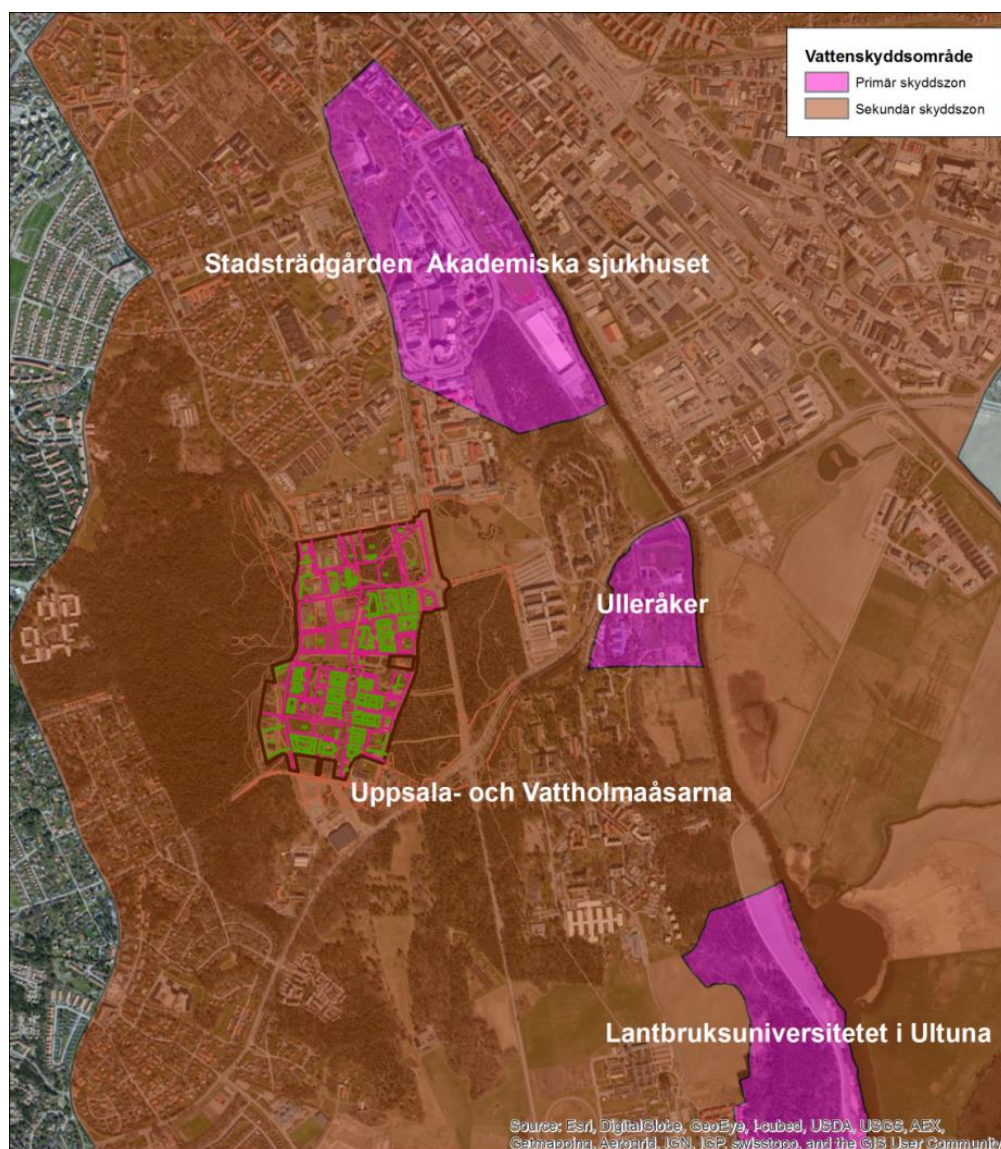 Vattenskyddsområde
Primär skyddszon
Sekundär skyddszon
Stadsträdgården Akademiska sjukhuset
Ulleråker
Uppsala- och Vattholmaåsarna
Lantbruksuniversitetet i Ultuna
Source: Esri, DigitalGlobe, GeoEye, i-cubed, USDA, USGS, AEX,
Getmapping, Aerogrid, IGN, IGP, swisstopo, and the GIS User Community